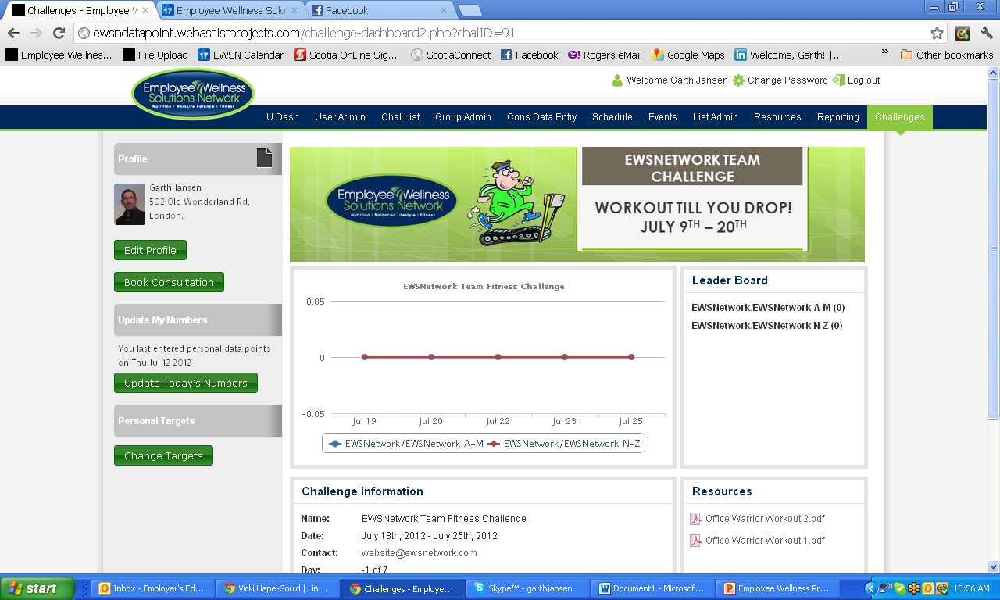 Challenges - Employee W
Employee Wellness Solut
Facebook
ewsndatapoint.webassistprojects.com/challenge-dashboard2.php?chalID=91
Employee Wellnes...
File Upload
EWSN Calendar
Scotia OnLine Sig...
ScotiaConnect
Facebook
Rogers eMail
Google Maps
Welcome, Garth! |...
»
Other bookmarks
Employee Wellness
Solutions Network
Nutrition | WorkLife Balance | Fitness
Welcome Garth Jansen
Change Password
Log out
U Dash
User Admin
Chal List
Group Admin
Cons Data Entry
Schedule
Events
List Admin
Resources
Reporting
Challenges
Profile
Garth Jansen
502 Old Wonderland Rd.
London,
Edit Profile
Book Consultation
Update My Numbers
You last entered personal data points
on Thu Jul 12 2012
Update Today's Numbers
Personal Targets
Change Targets
Employee Wellness
Solutions Network
Nutrition | Balanced Lifestyle | Fitness
EWSNETWORK TEAM
CHALLENGE
WORKOUT TILL YOU DROP!
JULY 9TH – 20TH
EWSNetwork Team Fitness Challenge
0.05
0
-0.05
Jul 19
Jul 20
Jul 22
Jul 23
Jul 25
EWSNetwork/EWSNetwork A-M
EWSNetwork/EWSNetwork N-Z
Leader Board
EWSNetwork/EWSNetwork A-M (0)
EWSNetwork/EWSNetwork N-Z (0)
Challenge Information
Name: EWSNetwork Team Fitness Challenge
Date: July 18th, 2012 - July 25th, 2012
Contact: website@ewsnetwork.com
Day: -1 of 7
Resources
Office Warrior Workout 2.pdf
Office Warrior Workout 1.pdf
start
Inbox - Employer's Ed...
Vicki Hape-Gould | Lin...
Challenges - Employe...
Skype™ - garthjansen
Document1 - Microsof...
Employee Wellness Pr...
10:56 AM